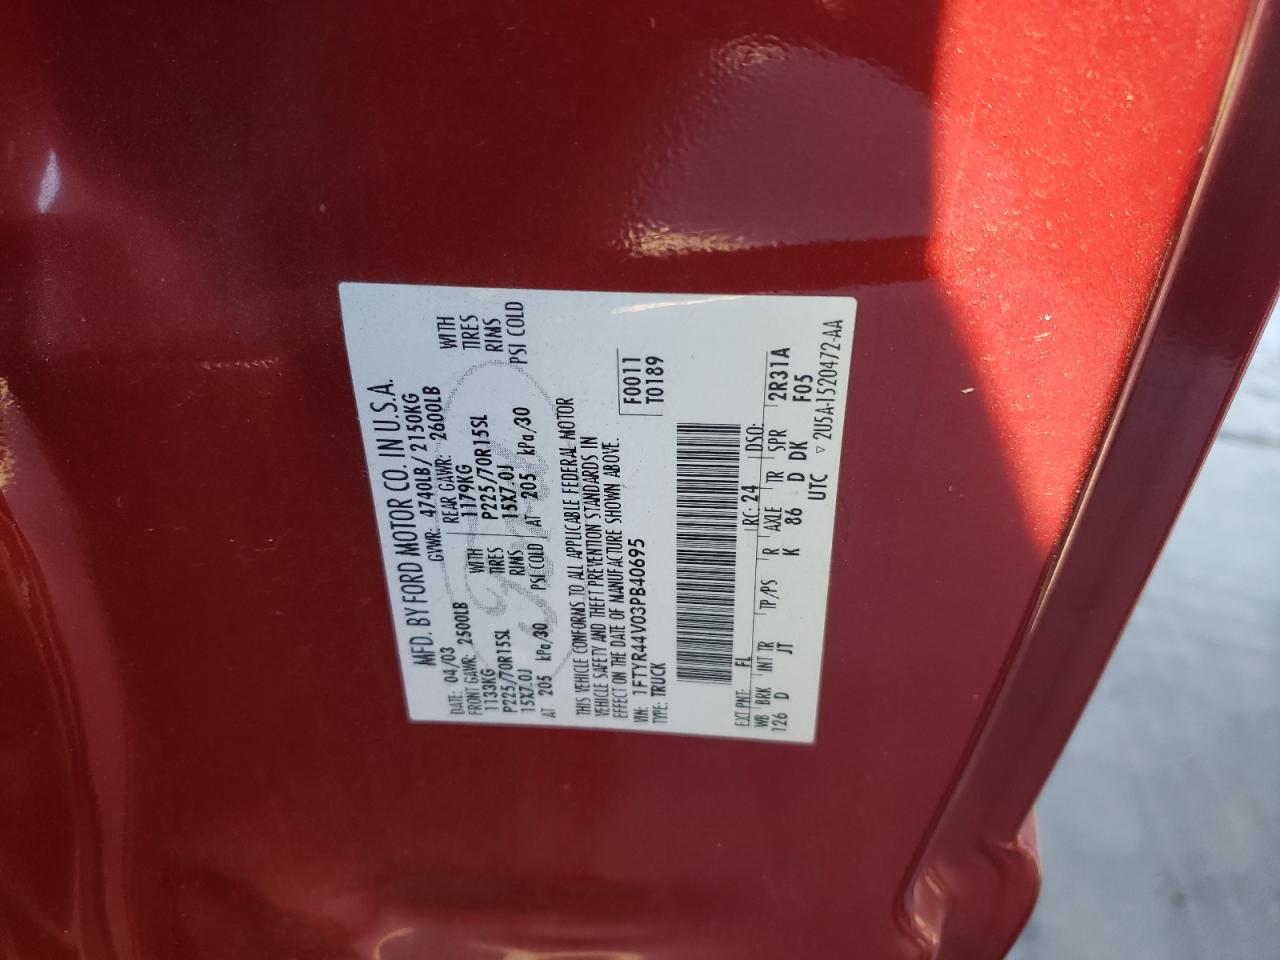 MFD. BY FORD MOTOR CO. IN U.S.A.
DATE: 04/03 GVWR: 4740LB/2150KG
FRONT GAWR: 2500LB REAR GAWR: 2600LB
1133KG WITH 1179KG WITH
P225/70R15SL TIRES P225/70R15SL TIRES
15X7.0J RIMS 15X7.0J RIMS
AT 205 kPa/30 PSI COLD AT 205 kPa/30 PSI COLD
THIS VEHICLE CONFORMS TO ALL APPLICABLE FEDERAL MOTOR
VEHICLE SAFETY AND THEFT PREVENTION STANDARDS IN
EFFECT ON THE DATE OF MANUFACTURE SHOWN ABOVE.
VIN: 1FTYR44V03PB40695 F0011
TYPE: TRUCK T0189
EXT PNT: FL RC: 24 DSO:
WB BRK INT TR TP/PS R AXLE TR SPR 2R31A
126 D JT K 86 D DK F05
UTC ▽ 2U5A-1520472-AA